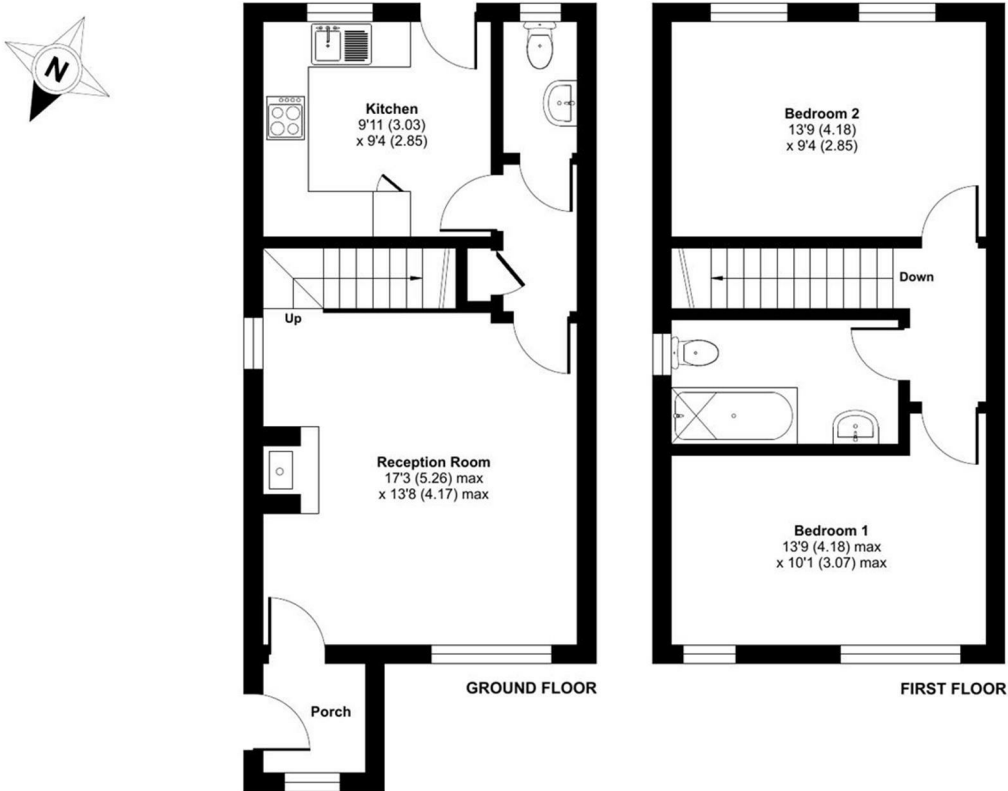 N
Kitchen
9'11 (3.03)
x 9'4 (2.85)
Up
Reception Room
17'3 (5.26) max
x 13'8 (4.17) max
Porch
GROUND FLOOR
Bedroom 2
13'9 (4.18)
x 9'4 (2.85)
Down
Bedroom 1
13'9 (4.18) max
x 10'1 (3.07) max
FIRST FLOOR